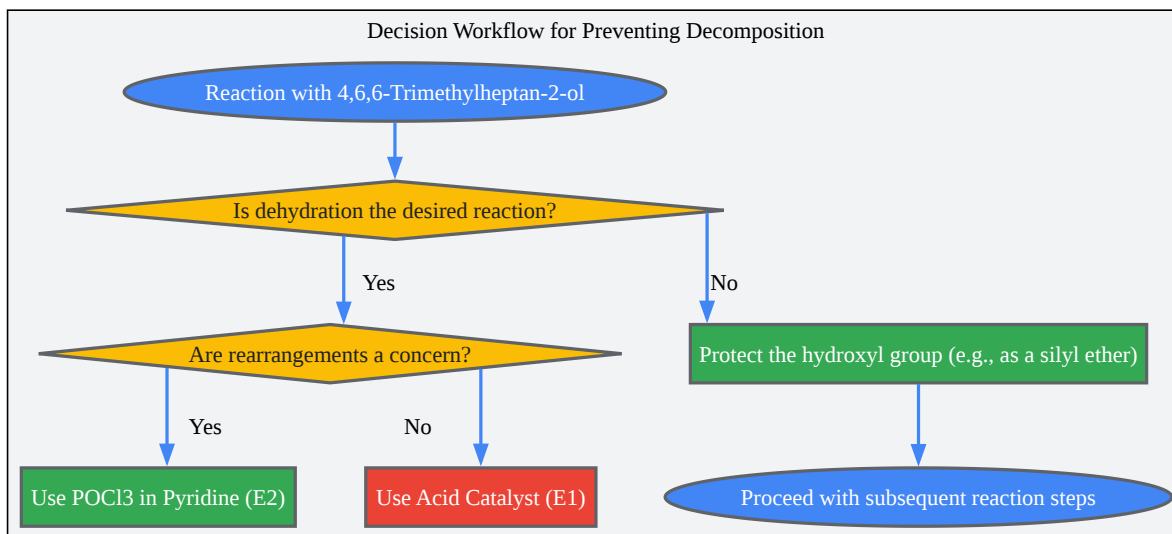 Decision Workflow for Preventing Decomposition
Reaction with 4,6,6-Trimethylheptan-2-ol
Is dehydration the desired reaction?
Yes
No
Are rearrangements a concern?
Protect the hydroxyl group (e.g., as a silyl ether)
Yes
No
Use POCl3 in Pyridine (E2)
Use Acid Catalyst (E1)
Proceed with subsequent reaction steps